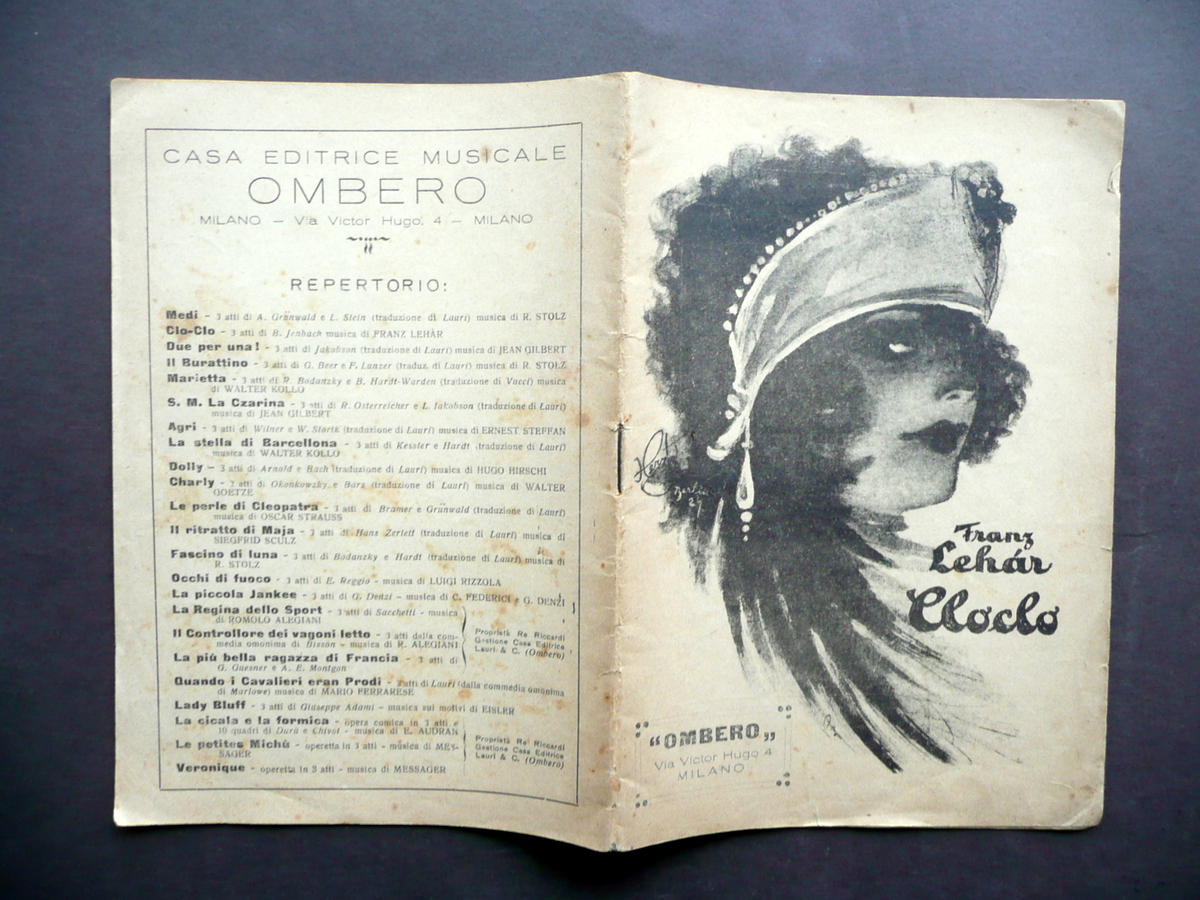 CASA EDITRICE MUSICALE
OMBERO
MILANO — Via Victor Hugo, 4 — MILANO
REPERTORIO:
Medi - 3 atti di A. Grünwald e L. Stein (traduzione di Lauri) musica di R. STOLZ
Clo-Clo - 3 atti di B. Jenbach musica di FRANZ LEHÀR
Due per una! - 3 atti di Jakobson (traduzione di Lauri) musica di JEAN GILBERT
Il Burattino - 3 atti di G. Beer e F. Lunzer (traduz. di Lauri) musica di R. STOLZ
Marietta - 3 atti di R. Bodanzky e B. Hardt-Warden (traduzione di Vacci) musica
di WALTER KOLLO
S. M. La Czarina - 3 atti di R. Osterreicher e L. Jakobson (traduzione di Lauri)
musica di JEAN GILBERT
Agri - 3 atti di Wilner e W. Storik (traduzione di Lauri) musica di ERNEST STEFFAN
La stella di Barcellona - 3 atti di Kessler e Hardt (traduzione di Lauri)
musica di WALTER KOLLO
Dolly - 3 atti di Arnold e Bach (traduzione di Lauri) musica di HUGO HIRSCHI
Charly - 3 atti di Okonkowzky e Bars (traduzione di Lauri) musica di WALTER
GOETZE
Le perle di Cleopatra - 3 atti di Bramer e Grünwald (traduzione di Lauri)
musica di OSCAR STRAUSS
Il ritratto di Maja - 3 atti di Hans Zerlett (traduzione di Lauri) musica di
SIEGFRID SCULZ
Fascino di luna - 3 atti di Bodanzky e Hardt (traduzione di Lauri) musica di
R. STOLZ
Occhi di fuoco - 3 atti di E. Reggio - musica di LUIGI RIZZOLA
La piccola Jankee - 3 atti di G. Denzi - musica di C. FEDERICI e G. DENZI
La Regina dello Sport - 3 atti di Sacchetti - musica
di ROMOLO ALEGIANI
Il Controllore dei vagoni letto - 3 atti dalla com-
media omonima di Bisson - musica di R. ALEGIANI
La più bella ragazza di Francia - 3 atti di
G. Guesner e A. E. Montgon
Proprietà Re Riccardi
Gestione Casa Editrice
Lauri & C. (Ombero)
Quando i Cavalieri eran Prodi - 3 atti di Lauri (dalla commedia omonima
di Marlowe) musica di MARIO FERRARESE
Lady Bluff - 3 atti di Giuseppe Adami - musica sui motivi di EISLER
La cicala e la formica - opera comica in 3 atti e
10 quadri di Duru e Chivot - musica di E. AUDRAN
Le petites Michù - operetta in 3 atti - musica di MES-
SAGER
Veronique - operetta in 3 atti - musica di MESSAGER
Proprietà Re Riccardi
Gestione Casa Editrice
Lauri & C. (Ombero)
Berlin
24
Franz
Lehár
Cloclo
"OMBERO"
Via Victor Hugo 4
MILANO